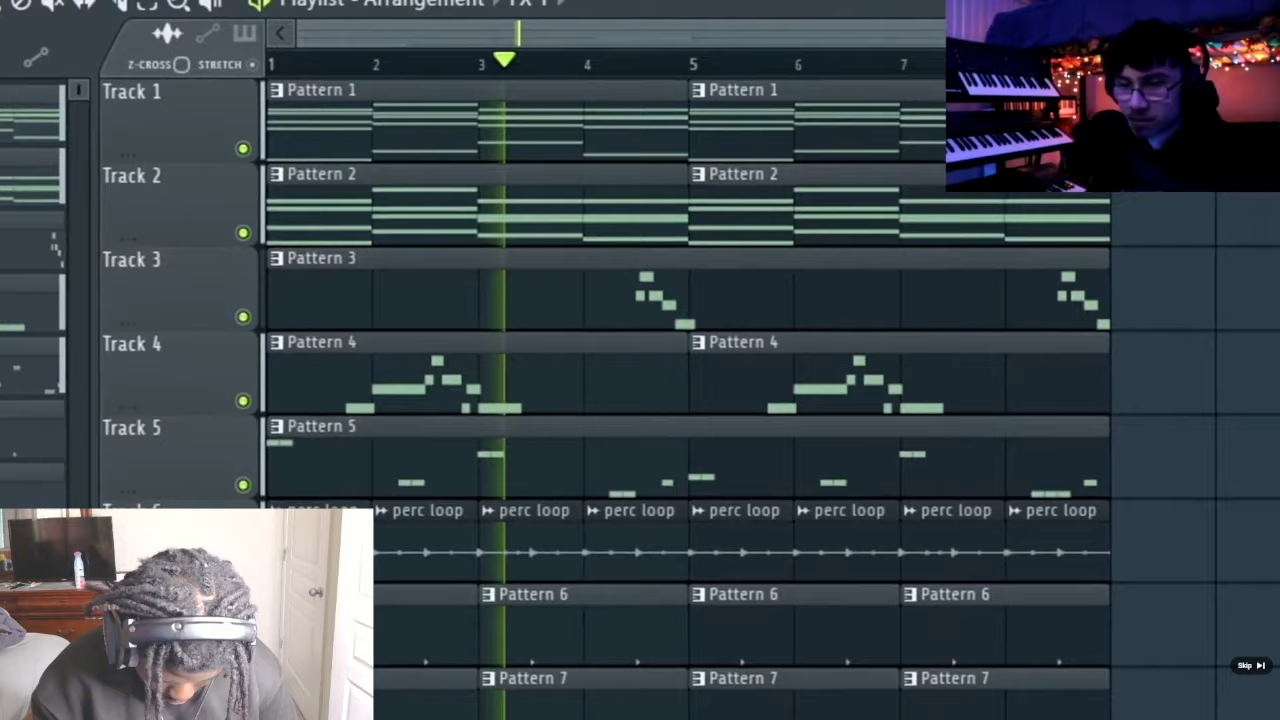 Playlist - Arrangement
Z-CROSS STRETCH 1 2 3 4 5 6 7
Track 1 Pattern 1 Pattern 1
Track 2 Pattern 2 Pattern 2
Track 3 Pattern 3
Track 4 Pattern 4 Pattern 4
Track 5 Pattern 5
perc loop perc loop perc loop perc loop perc loop perc loop perc loop
Pattern 6 Pattern 6 Pattern 6
Skip
Pattern 7 Pattern 7 Pattern 7